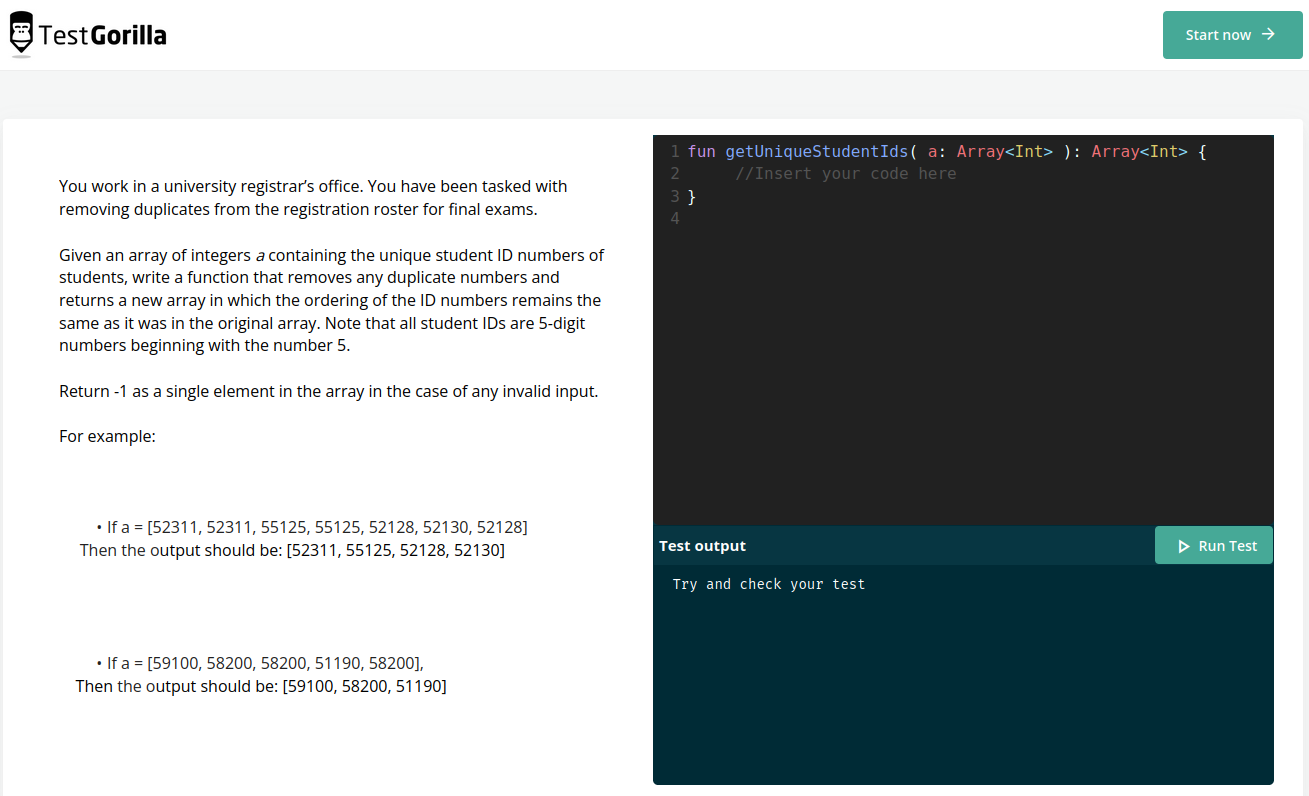 TestGorilla
Start now →
You work in a university registrar’s office. You have been tasked with
removing duplicates from the registration roster for final exams.
Given an array of integers a containing the unique student ID numbers of
students, write a function that removes any duplicate numbers and
returns a new array in which the ordering of the ID numbers remains the
same as it was in the original array. Note that all student IDs are 5-digit
numbers beginning with the number 5.
Return -1 as a single element in the array in the case of any invalid input.
For example:
• If a = [52311, 52311, 55125, 55125, 52128, 52130, 52128]
Then the output should be: [52311, 55125, 52128, 52130]
• If a = [59100, 58200, 58200, 51190, 58200],
Then the output should be: [59100, 58200, 51190]
1 fun getUniqueStudentIds( a: Array<Int> ): Array<Int> {
2 //Insert your code here
3 }
4
Test output
Run Test
Try and check your test